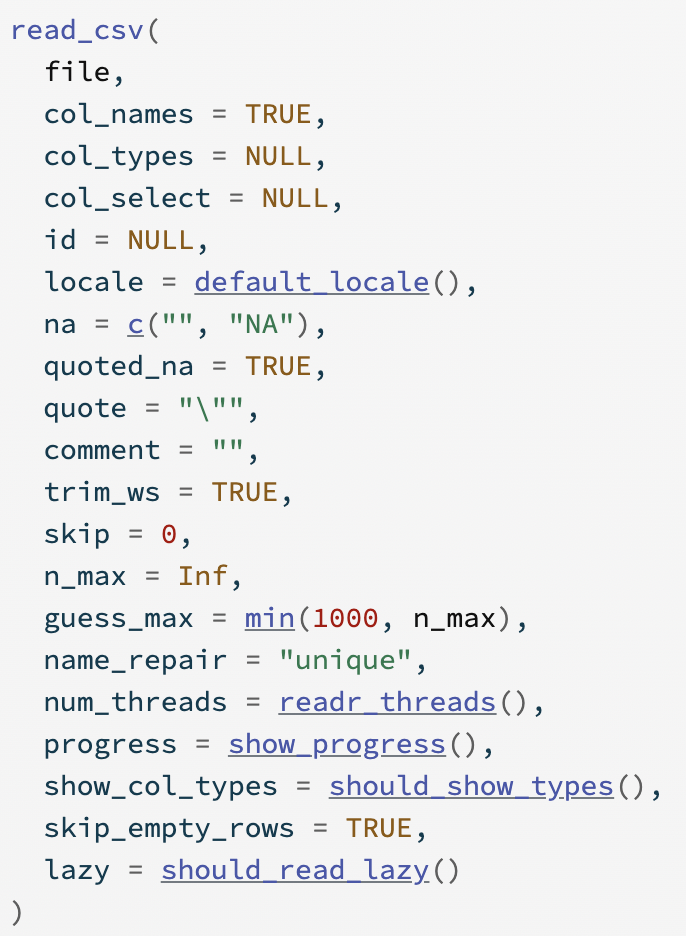 read_csv(
  file,
  col_names = TRUE,
  col_types = NULL,
  col_select = NULL,
  id = NULL,
  locale = default_locale(),
  na = c("", "NA"),
  quoted_na = TRUE,
  quote = "\"",
  comment = "",
  trim_ws = TRUE,
  skip = 0,
  n_max = Inf,
  guess_max = min(1000, n_max),
  name_repair = "unique",
  num_threads = readr_threads(),
  progress = show_progress(),
  show_col_types = should_show_types(),
  skip_empty_rows = TRUE,
  lazy = should_read_lazy()
)